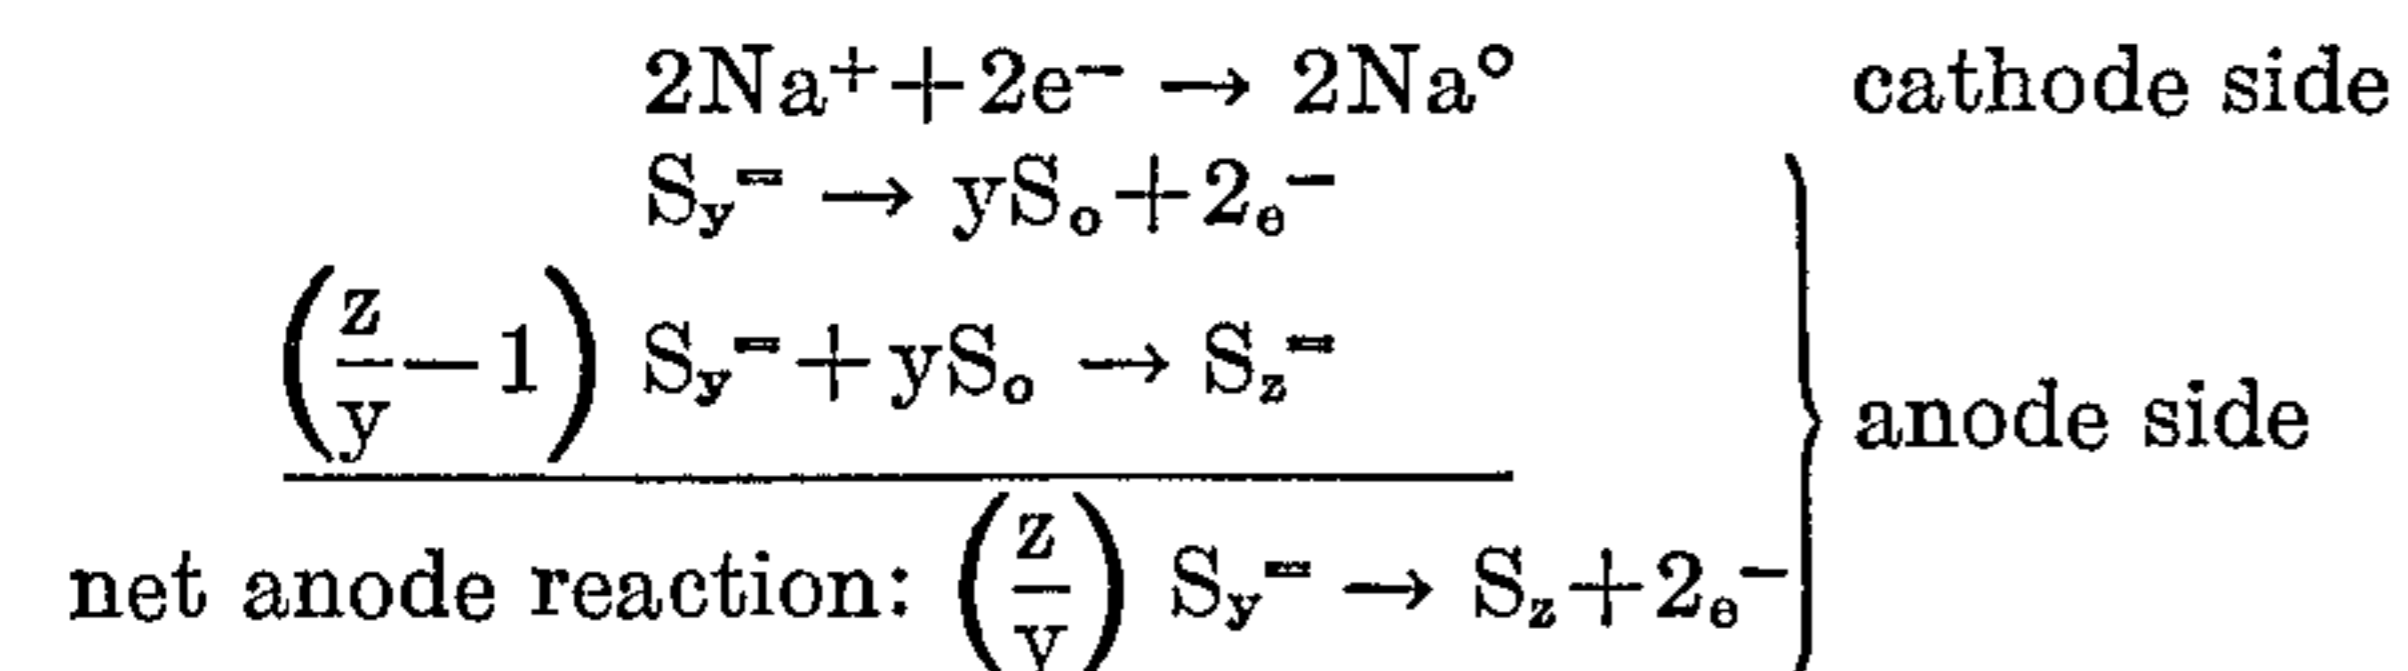 2Na⁺+2e⁻ → 2Na° cathode side
S_y⁼ → yS_o+2_e⁻
(z/y−1) S_y⁼+yS_o → S_z⁼ anode side
net anode reaction: (z/y) S_y⁼ → S_z+2_e⁻